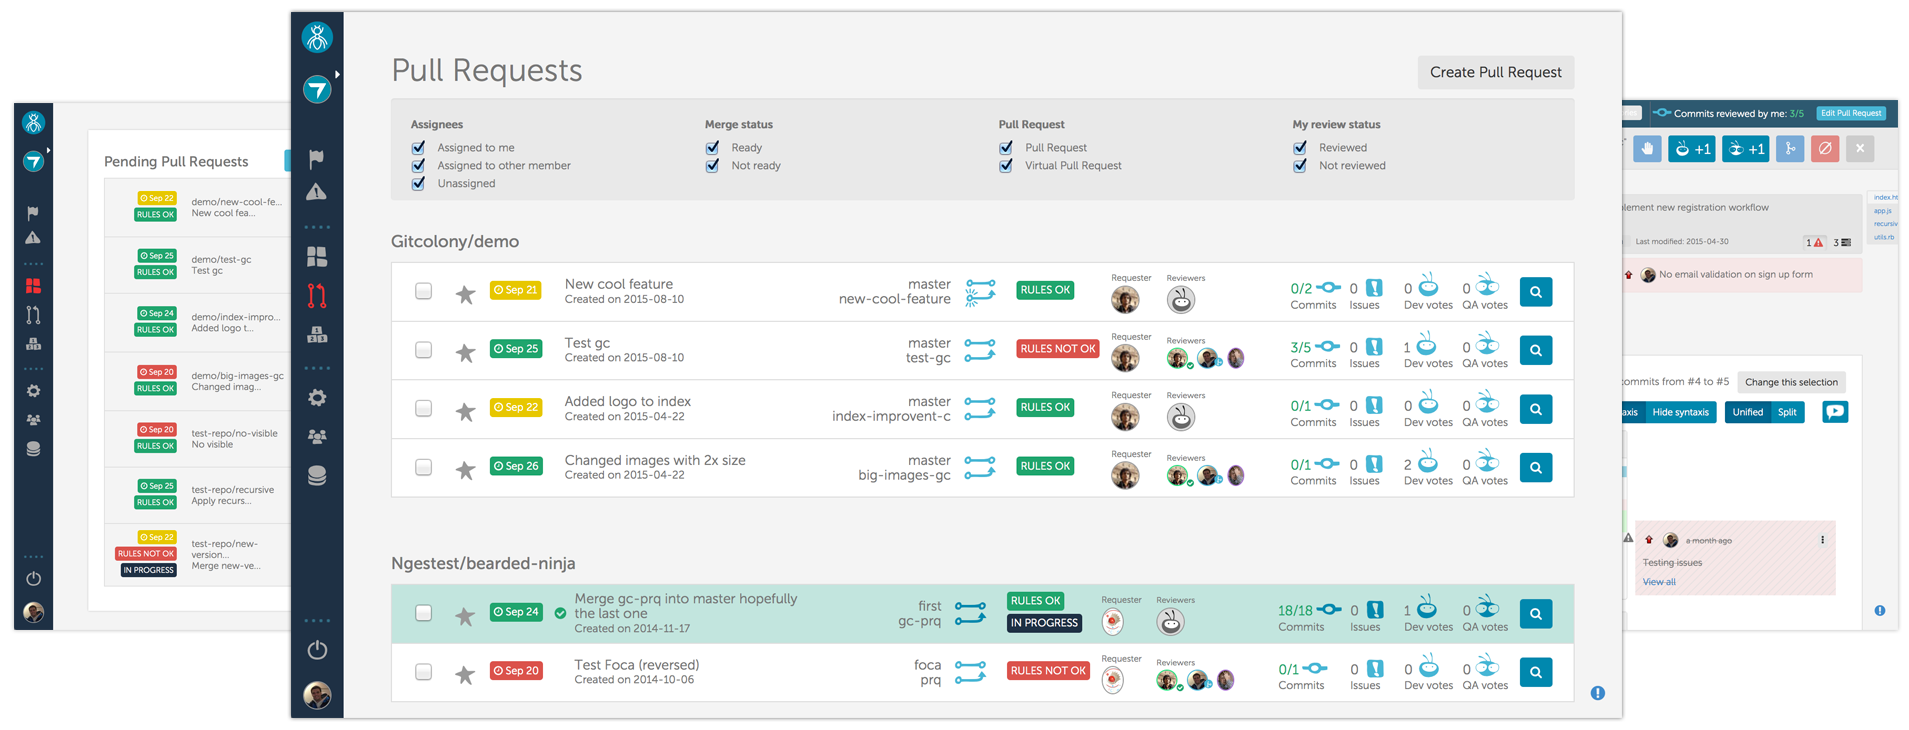 Pending Pull Requests
Sep 22
RULES OK
demo/new-cool-fe...
New cool fea...
Sep 25
RULES OK
demo/test-gc
Test gc
Sep 24
RULES OK
demo/index-impro...
Added logo t...
Sep 20
RULES OK
demo/big-images-gc
Changed imag...
Sep 20
RULES OK
test-repo/no-visible
No visible
Sep 25
RULES OK
test-repo/recursive
Apply recurs...
Sep 22
RULES NOT OK
IN PROGRESS
test-repo/new-
version...
Merge new-ve...
Pull Requests
Create Pull Request
Assignees
Assigned to me
Assigned to other member
Unassigned
Merge status
Ready
Not ready
Pull Request
Pull Request
Virtual Pull Request
My review status
Reviewed
Not reviewed
Gitcolony/demo
Sep 21
New cool feature
Created on 2015-08-10
master
new-cool-feature
RULES OK
Requester
Reviewers
0/2
Commits
0
Issues
0
Dev votes
0
QA votes
Sep 25
Test gc
Created on 2015-08-10
master
test-gc
RULES NOT OK
Requester
Reviewers
3/5
Commits
0
Issues
1
Dev votes
0
QA votes
Sep 22
Added logo to index
Created on 2015-04-22
master
index-improvent-c
RULES OK
Requester
Reviewers
0/1
Commits
0
Issues
0
Dev votes
0
QA votes
Sep 26
Changed images with 2x size
Created on 2015-04-22
master
big-images-gc
RULES OK
Requester
Reviewers
0/1
Commits
0
Issues
2
Dev votes
0
QA votes
Ngestest/bearded-ninja
Sep 24
Merge gc-prq into master hopefully
the last one
Created on 2014-11-17
first
gc-prq
RULES OK
IN PROGRESS
Requester
Reviewers
18/18
Commits
0
Issues
1
Dev votes
0
QA votes
Sep 20
Test Foca (reversed)
Created on 2014-10-06
foca
prq
RULES NOT OK
Requester
Reviewers
0/1
Commits
0
Issues
0
Dev votes
0
QA votes
Commits reviewed by me: 3/5
Edit Pull Request
+1
+1
lement new registration workflow
Last modified: 2015-04-30
1
3
index.ht
app.js
recursiv
utils.rb
No email validation on sign up form
commits from #4 to #5
Change this selection
axis
Hide syntaxis
Unified
Split
a month ago
Testing issues
View all